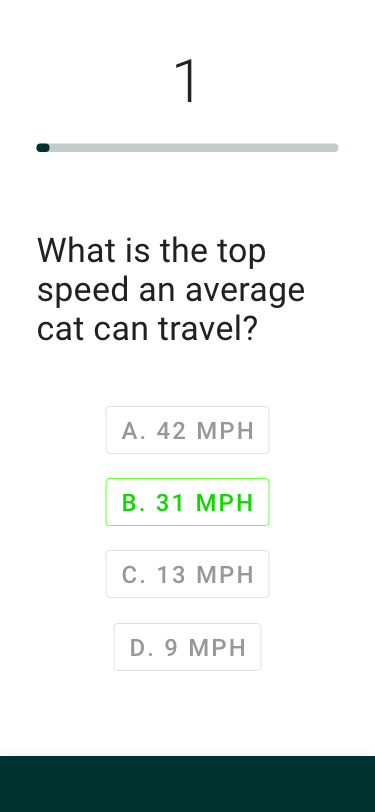 1
What is the top
speed an average
cat can travel?
A. 42 MPH
B. 31 MPH
C. 13 MPH
D. 9 MPH